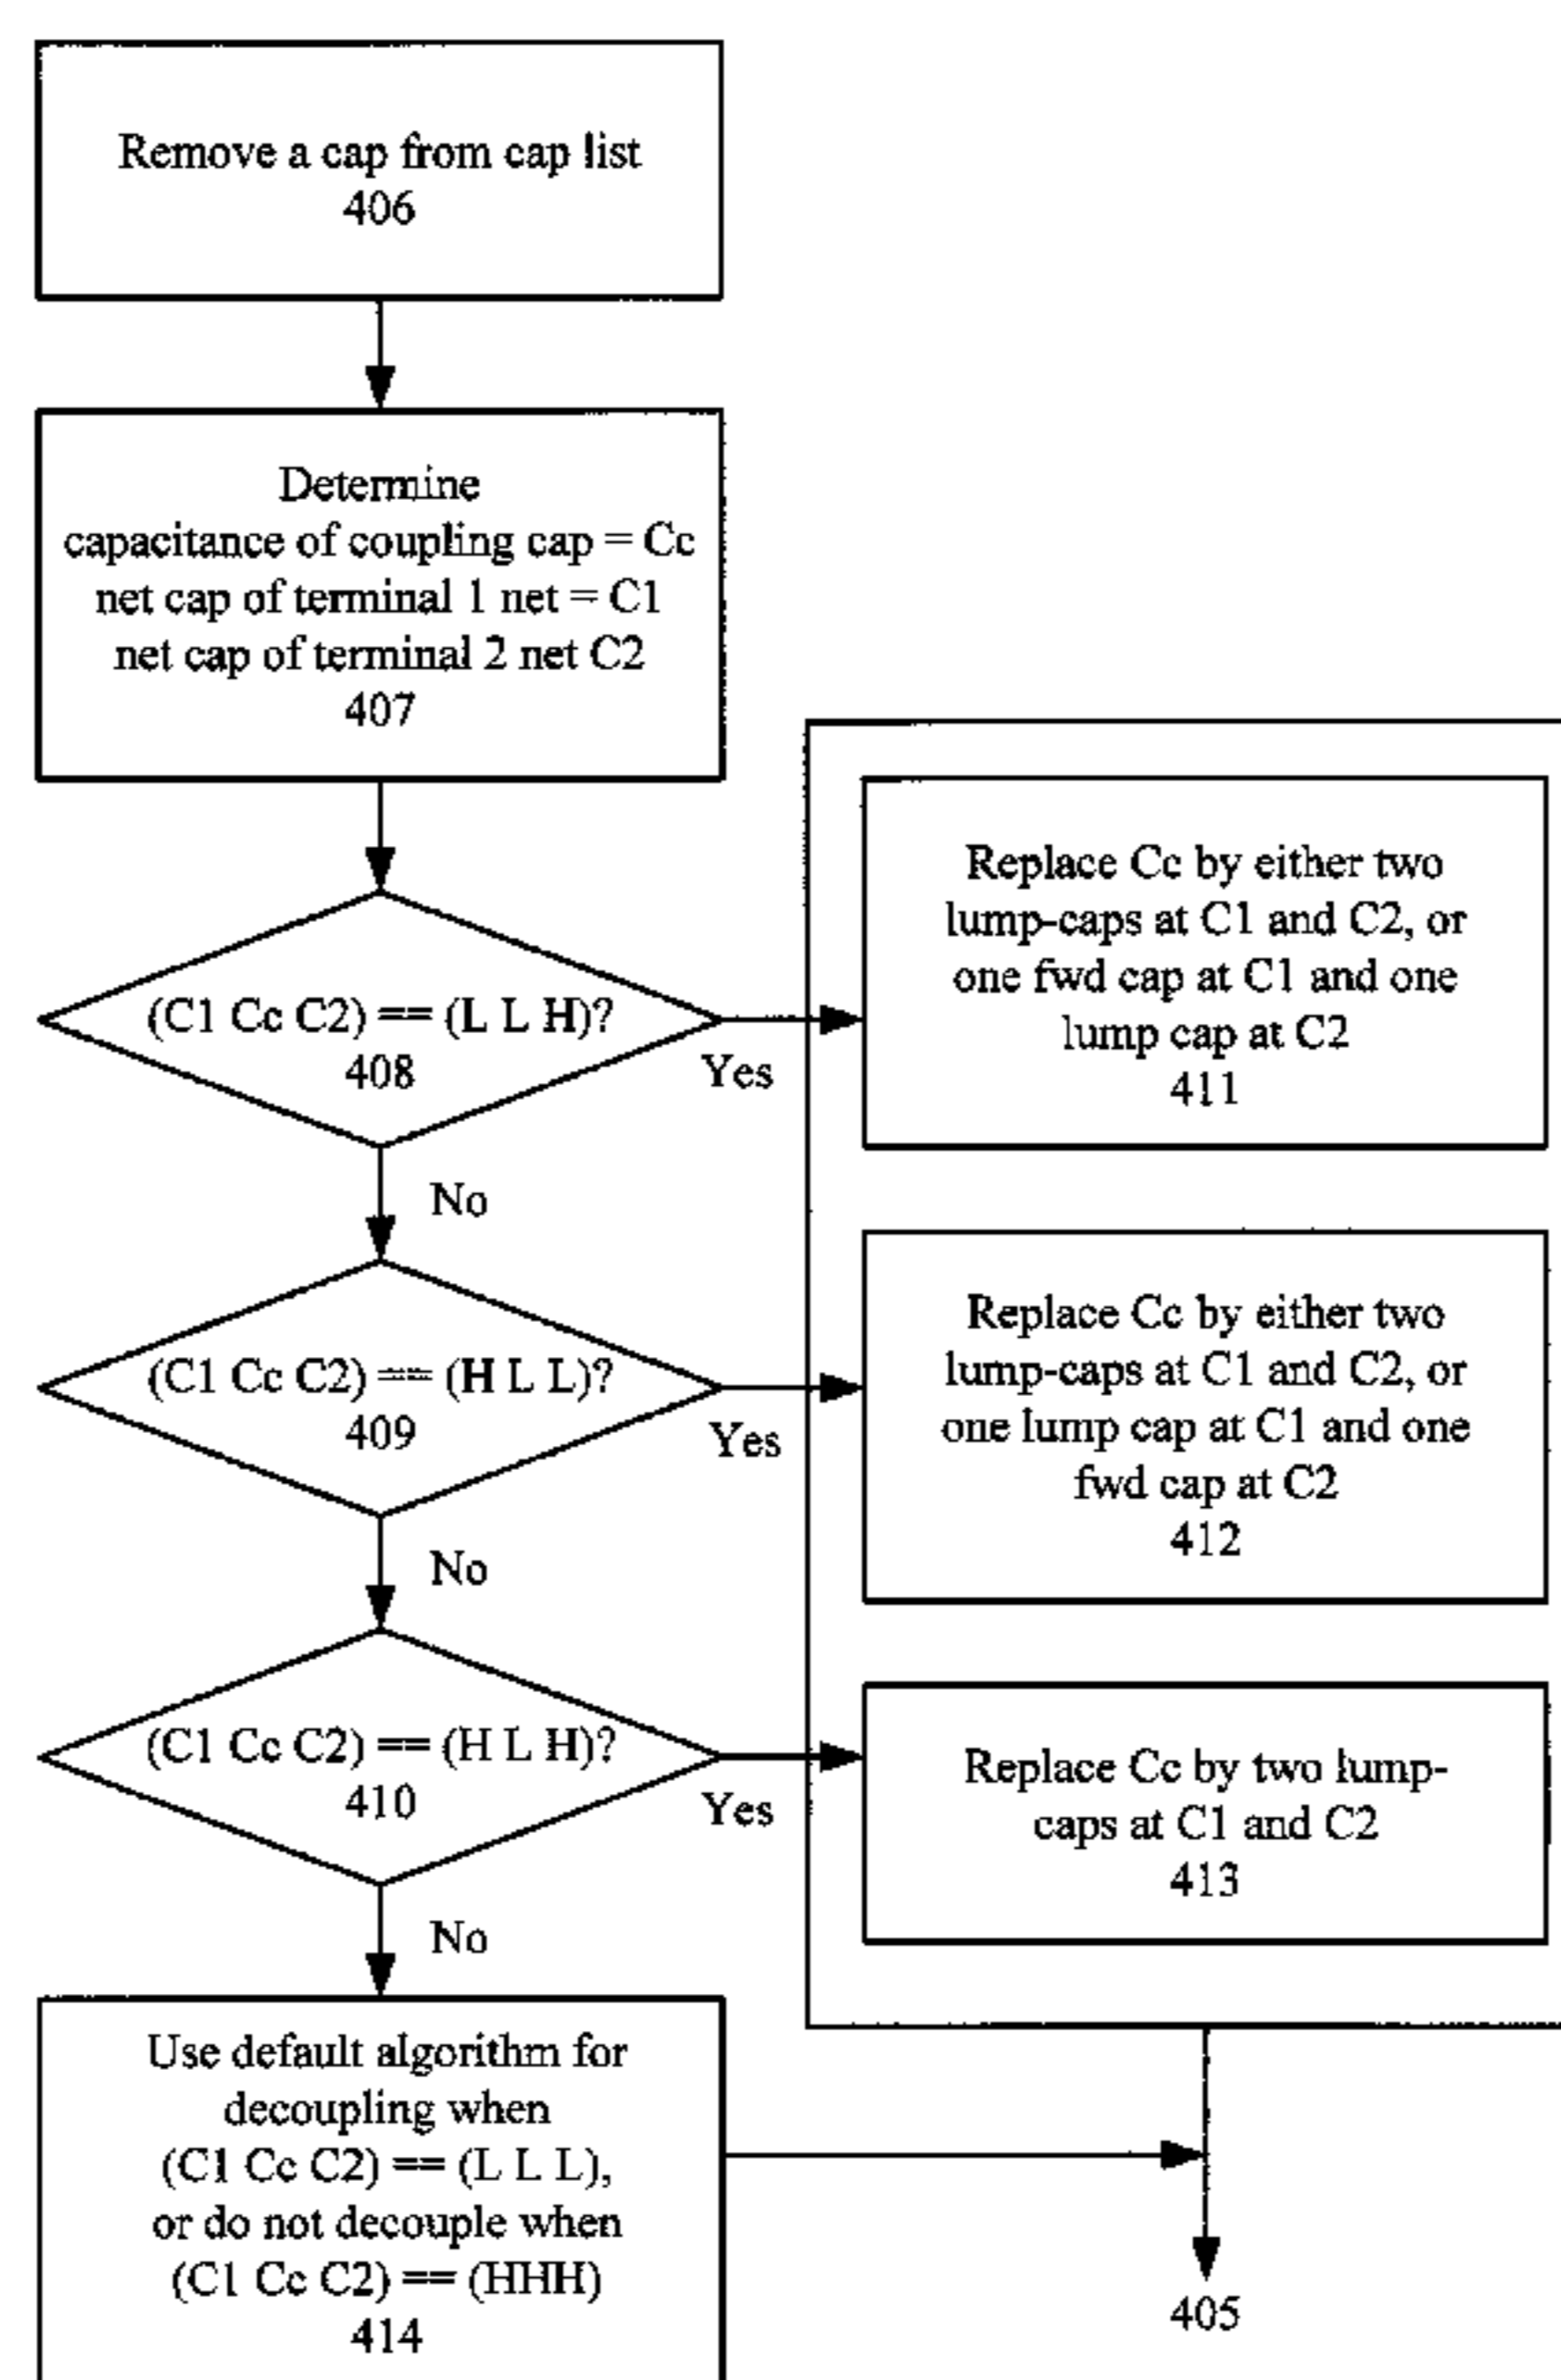 Remove a cap from cap list
406
Determine
capacitance of coupling cap = Cc
net cap of terminal 1 net = C1
net cap of terminal 2 net C2
407
(C1 Cc C2) == (L L H)?
408
Yes
Replace Cc by either two
lump-caps at C1 and C2, or
one fwd cap at C1 and one
lump cap at C2
411
No
(C1 Cc C2) == (H L L)?
409
Yes
Replace Cc by either two
lump-caps at C1 and C2, or
one lump cap at C1 and one
fwd cap at C2
412
No
(C1 Cc C2) == (H L H)?
410
Yes
Replace Cc by two lump-
caps at C1 and C2
413
No
Use default algorithm for
decoupling when
(C1 Cc C2) == (L L L),
or do not decouple when
(C1 Cc C2) == (HHH)
414
405